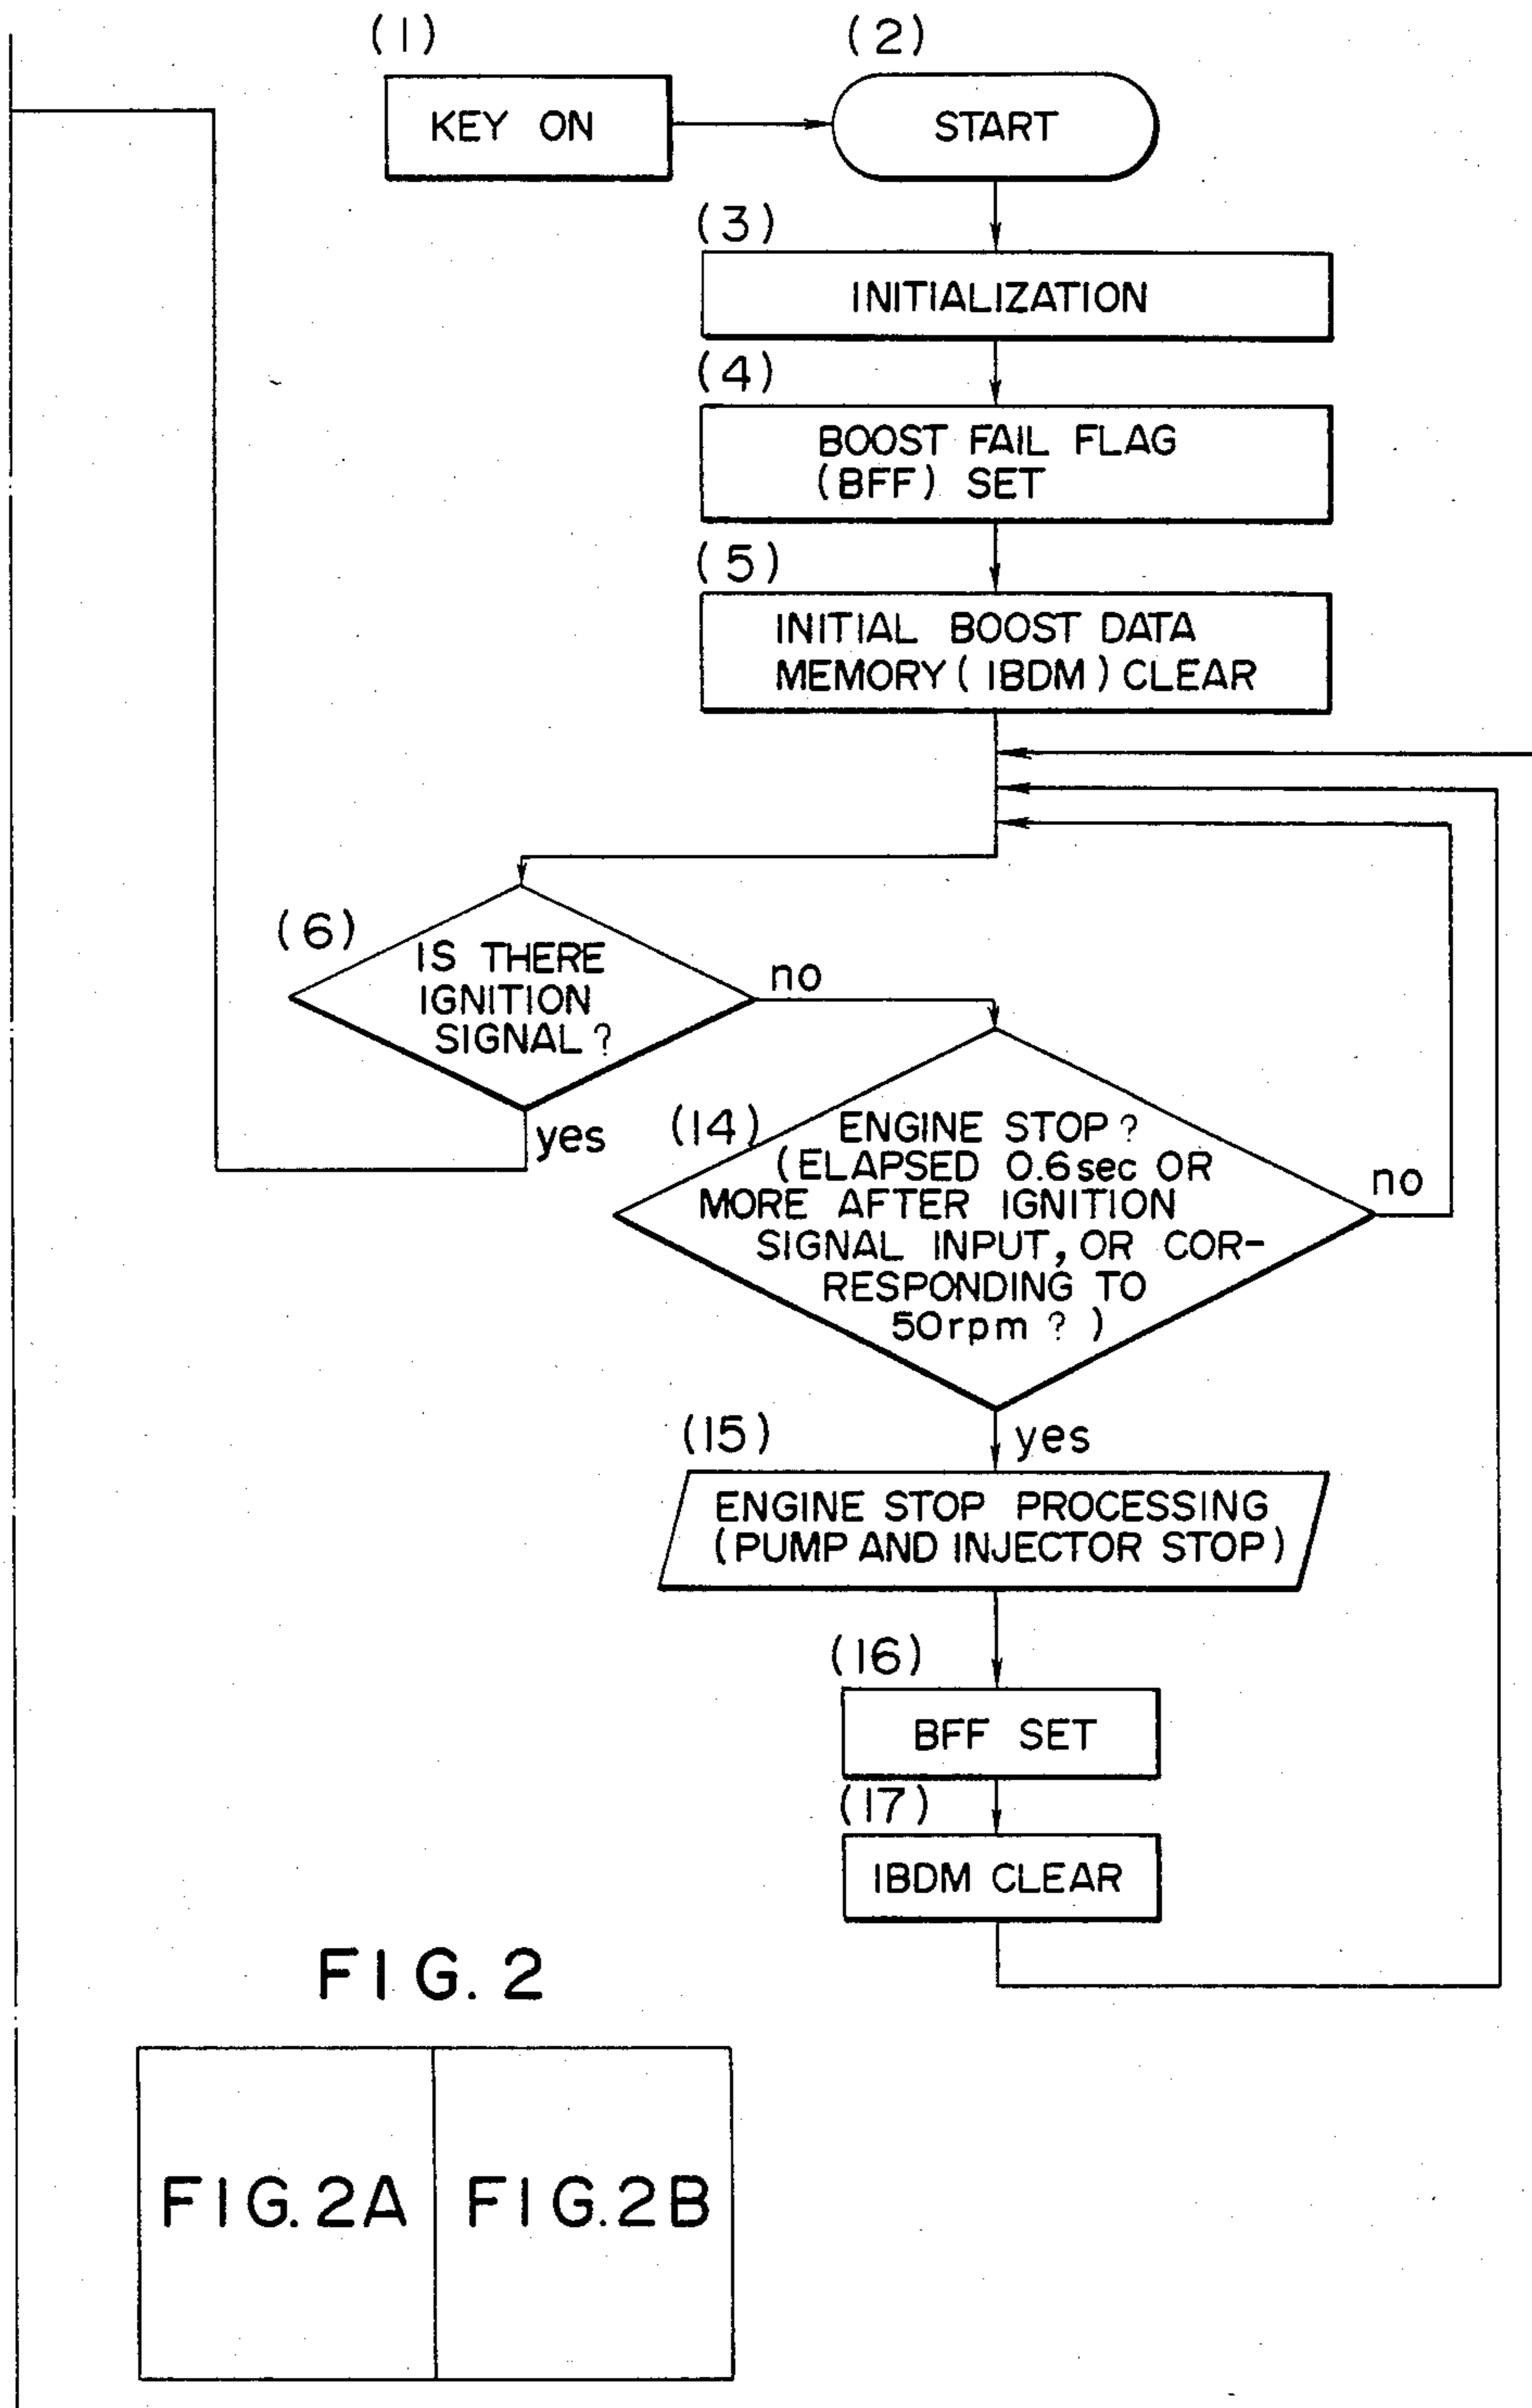 (1)
KEY ON
(2)
START
(3)
INITIALIZATION
(4)
BOOST FAIL FLAG
(BFF) SET
(5)
INITIAL BOOST DATA
MEMORY (IBDM) CLEAR
(6)
IS THERE
IGNITION
SIGNAL?
no
yes
(14)
ENGINE STOP?
(ELAPSED 0.6sec OR
MORE AFTER IGNITION
SIGNAL INPUT, OR COR-
RESPONDING TO
50rpm ? )
no
yes
(15)
ENGINE STOP PROCESSING
(PUMP AND INJECTOR STOP)
(16)
BFF SET
(17)
IBDM CLEAR
FIG. 2
FIG. 2A
FIG. 2B